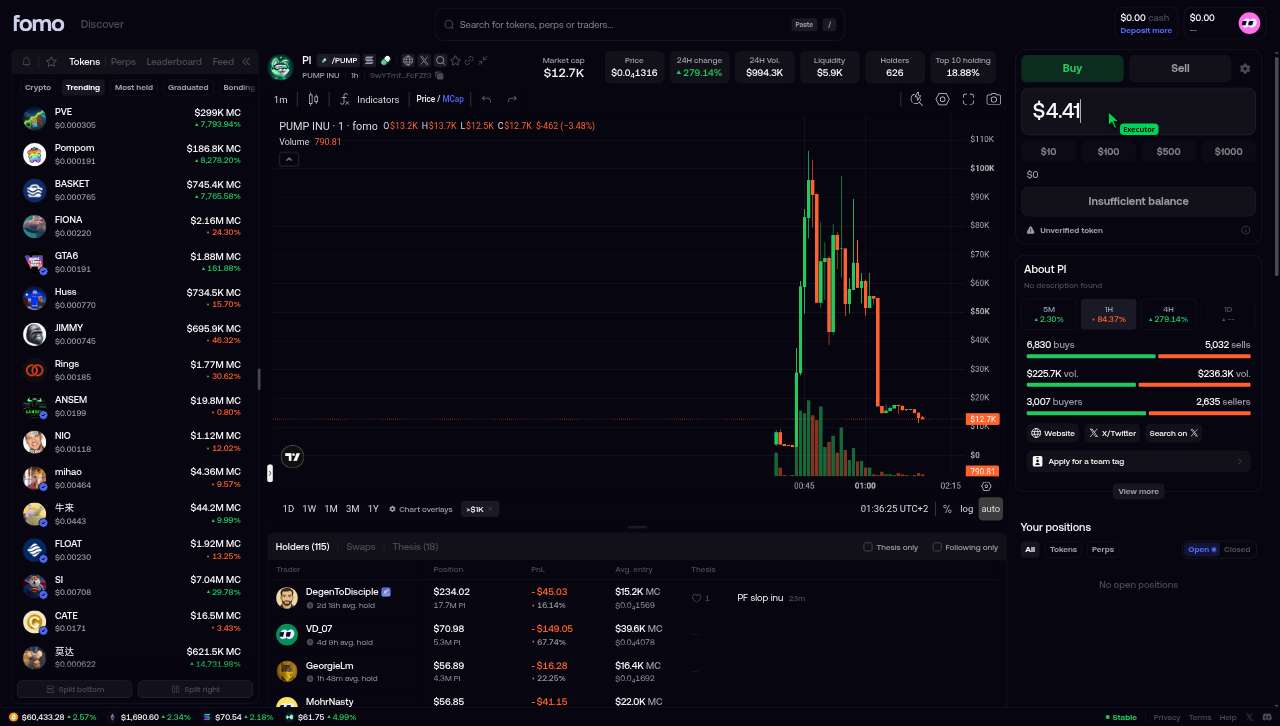 fomo Discover Search for tokens, perps or traders... Paste / $0.00 cash Deposit more $0.00 —
Tokens Perps Leaderboard Feed
Crypto Trending Most held Graduated Bonding
PVE $299K MC
$0.000305 7,793.94%
Pompom $186.8K MC
$0.000191 8,278.20%
BASKET $745.4K MC
$0.000765 7,765.58%
FIONA $2.16M MC
$0.00220 24.30%
GTA6 $1.88M MC
$0.00191 161.88%
Huss $734.5K MC
$0.000770 15.70%
JIMMY $695.9K MC
$0.000745 46.32%
Rings $1.77M MC
$0.00185 30.62%
ANSEM $19.8M MC
$0.0199 0.80%
NIO $1.12M MC
$0.00118 12.02%
mihao $4.36M MC
$0.00464 9.57%
牛来 $44.2M MC
$0.0443 9.99%
FLOAT $1.92M MC
$0.00230 13.25%
SI $7.04M MC
$0.00708 29.78%
CATE $16.5M MC
$0.0171 3.43%
莫达 $621.5K MC
$0.000622 14,731.98%
Split bottom Split right
PI /PUMP
PUMP INU 1h
Market cap
$12.7K
Price
$0.0₄1316
24H change
279.14%
24H Vol.
$994.3K
Liquidity
$5.9K
Holders
626
Top 10 holding
18.88%
1m Indicators Price / MCap
PUMP INU · 1 · fomo O$13.2K H$13.7K L$12.5K C$12.7K $-462 (−3.48%)
Volume 790.81
$110K
$100K
$90K
$80K
$70K
$60K
$50K
$40K
$30K
$20K
$12.7K
$10K
$0
790.81
00:45 01:00 02:15
1D 1W 1M 3M 1Y Chart overlays >$1K 01:36:25 UTC+2 % log auto
Holders (115) Swaps Thesis (18) Thesis only Following only
Trader Position PnL Avg. entry Thesis
DegenToDisciple $234.02 -$45.03 $15.2K MC 1 PF slop inu 23m
2d 18h avg. hold 17.7M PI 16.14% $0.0₄1569
VD_07 $70.98 -$149.05 $39.6K MC
4d 9h avg. hold 5.3M PI 67.74% $0.0₄4078
GeorgieLm $56.89 -$16.28 $16.4K MC
1h 48m avg. hold 4.3M PI 22.25% $0.0₄1692
MohrNasty $56.85 -$41.15 $22.0K MC
Buy Sell
$4.41
Executor
$10 $100 $500 $1000
$0
Insufficient balance
Unverified token
About PI
No description found
5M 1H 4H 1D
2.30% 84.37% 279.14% --
6,830 buys 5,032 sells
$225.7K vol. $236.3K vol.
3,007 buyers 2,635 sellers
Website X/Twitter Search on X
Apply for a team tag
View more
Your positions
All Tokens Perps Open Closed
No open positions
$60,433.28 2.57% $1,690.60 2.34% $70.54 2.18% $61.75 4.99% Stable Privacy Terms Help